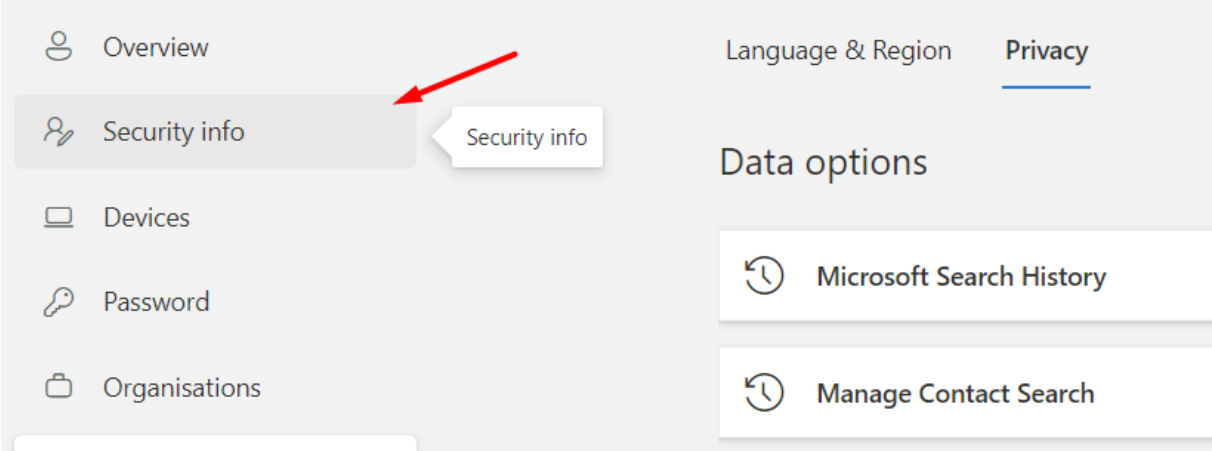 Overview
Security info
Security info
Devices
Password
Organisations
Language & Region
Privacy
Data options
Microsoft Search History
Manage Contact Search